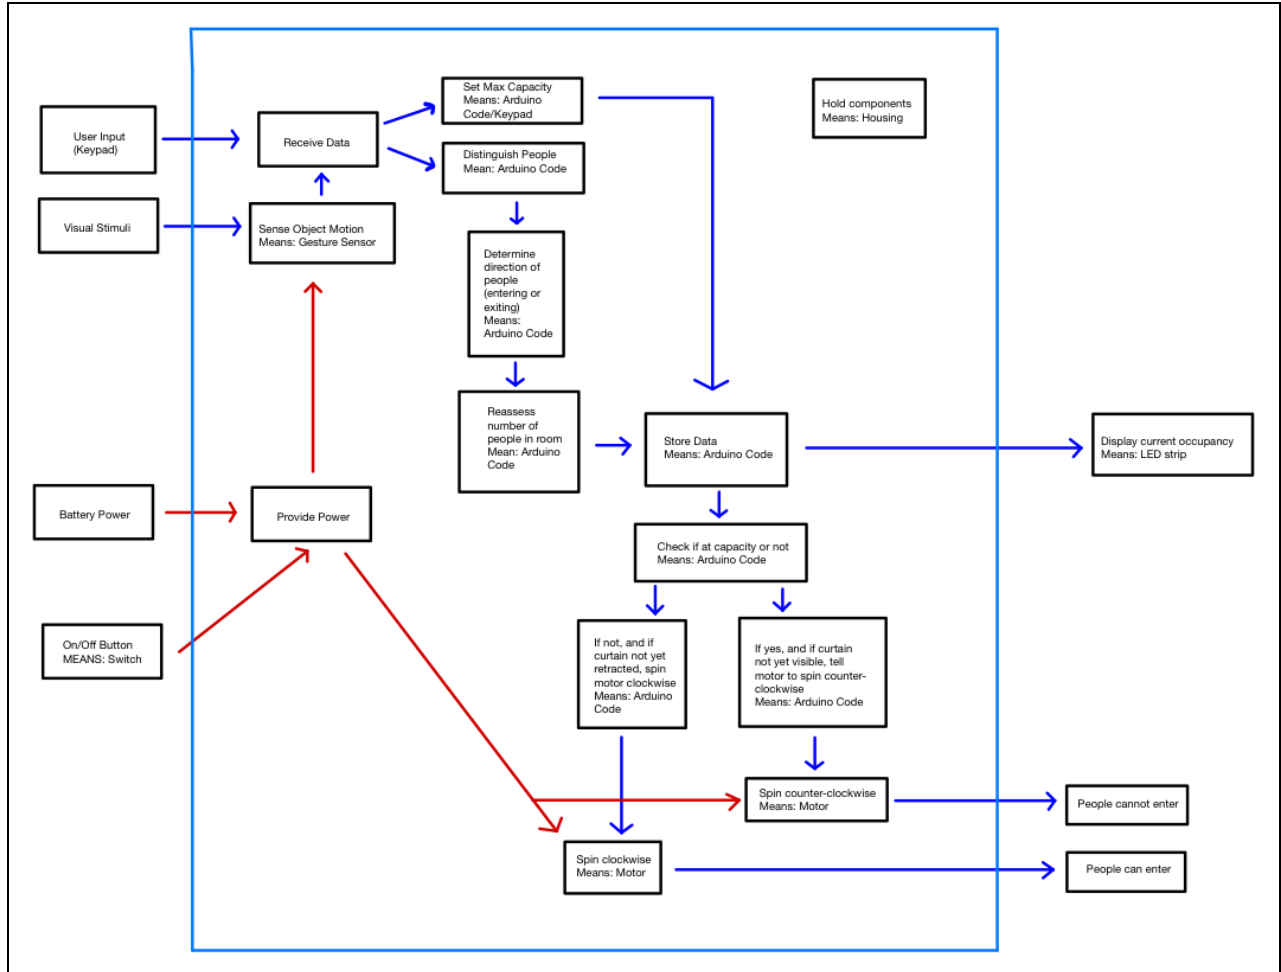 Set Max Capacity
Means: Arduino
Code/Keypad
Hold components
Means: Housing
User Input
(Keypad)
Receive Data
Distinguish People
Mean: Arduino Code
Visual Stimuli
Sense Object Motion
Means: Gesture Sensor
Determine
direction of
people
(entering or
exiting)
Means:
Arduino Code
Reassess
number of
people in room
Mean: Arduino
Code
Store Data
Means: Arduino Code
Display current occupancy
Means: LED strip
Battery Power
Provide Power
Check if at capacity or not
Means: Arduino Code
On/Off Button
MEANS: Switch
If not, and if
curtain not yet
retracted, spin
motor clockwise
Means: Arduino
Code
If yes, and if curtain
not yet visible, tell
motor to spin counter-
clockwise
Means: Arduino Code
Spin counter-clockwise
Means: Motor
People cannot enter
Spin clockwise
Means: Motor
People can enter